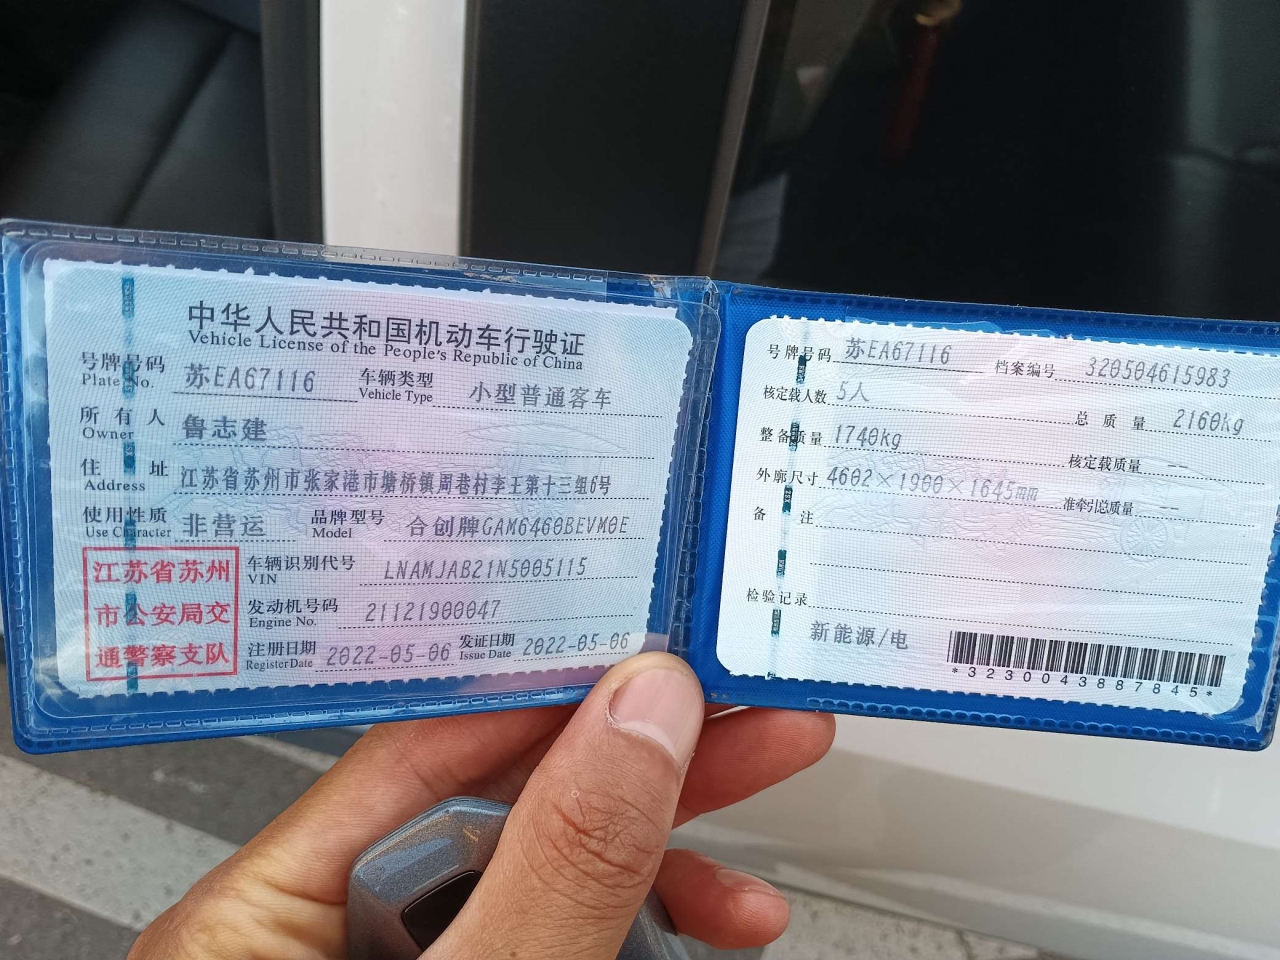 中华人民共和国机动车行驶证
Vehicle License of the People's Republic of China
号牌号码 苏EA67116 车辆类型 小型普通客车
Plate No. Vehicle Type
所有人 鲁志建
Owner
住址 江苏省苏州市张家港市塘桥镇周巷村李王第十三组6号
Address
使用性质 非营运 品牌型号 合创牌GAM6460BEVM0E
Use Character Model
江苏省苏州
市公安局交
通警察支队
车辆识别代号 LNAMJAB21N5005115
VIN
发动机号码 21121900047
Engine No.
注册日期 2022-05-06 发证日期 2022-05-06
Register Date Issue Date
号牌号码 苏EA67116 档案编号 320504615983
核定载人数 5人 总质量 2160kg
整备质量 1740kg 核定载质量 --
外廓尺寸 4602×1900×1645mm 准牵引总质量 --
备注
检验记录
新能源/电
*3230043887845*